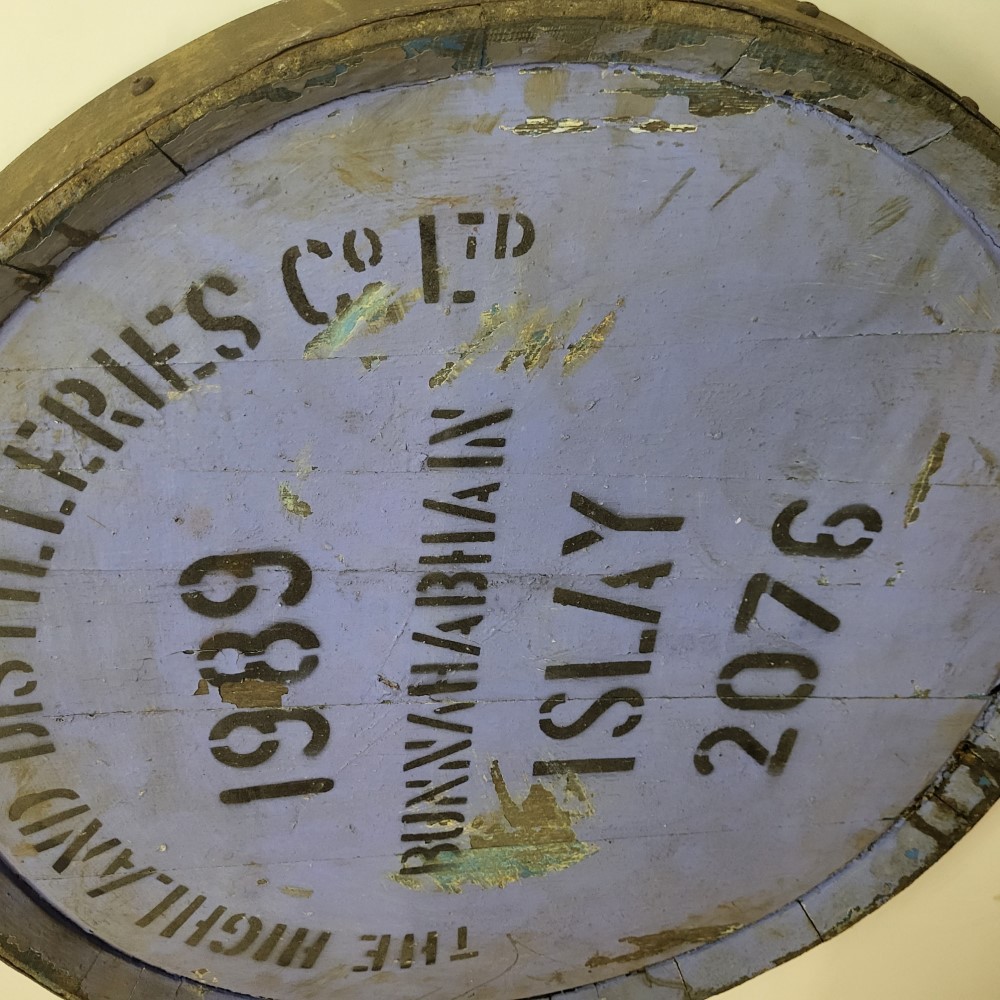 THE HIGHLAND DISTILLERIES Co LTD
1989
BUNNAHABHAIN
ISLAY
2076